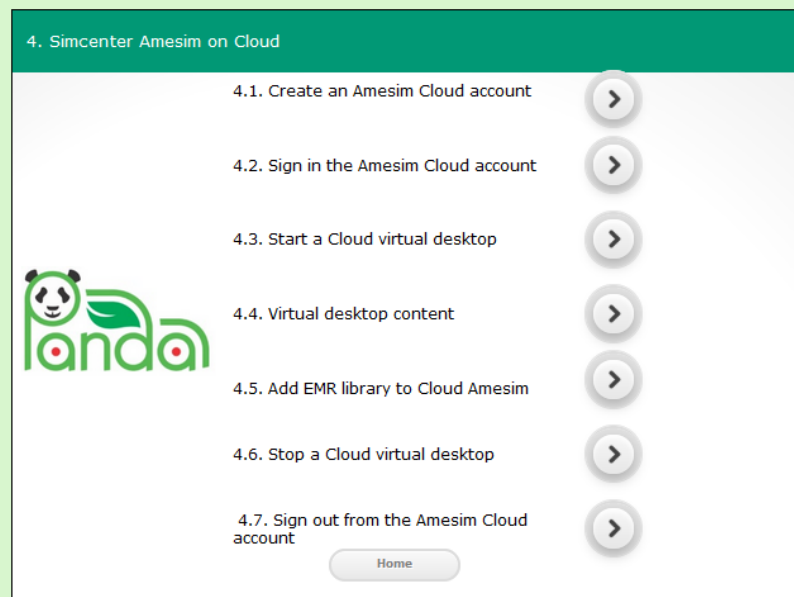 4. Simcenter Amesim on Cloud
4.1. Create an Amesim Cloud account
4.2. Sign in the Amesim Cloud account
4.3. Start a Cloud virtual desktop
4.4. Virtual desktop content
Panda
4.5. Add EMR library to Cloud Amesim
4.6. Stop a Cloud virtual desktop
4.7. Sign out from the Amesim Cloud
account
Home